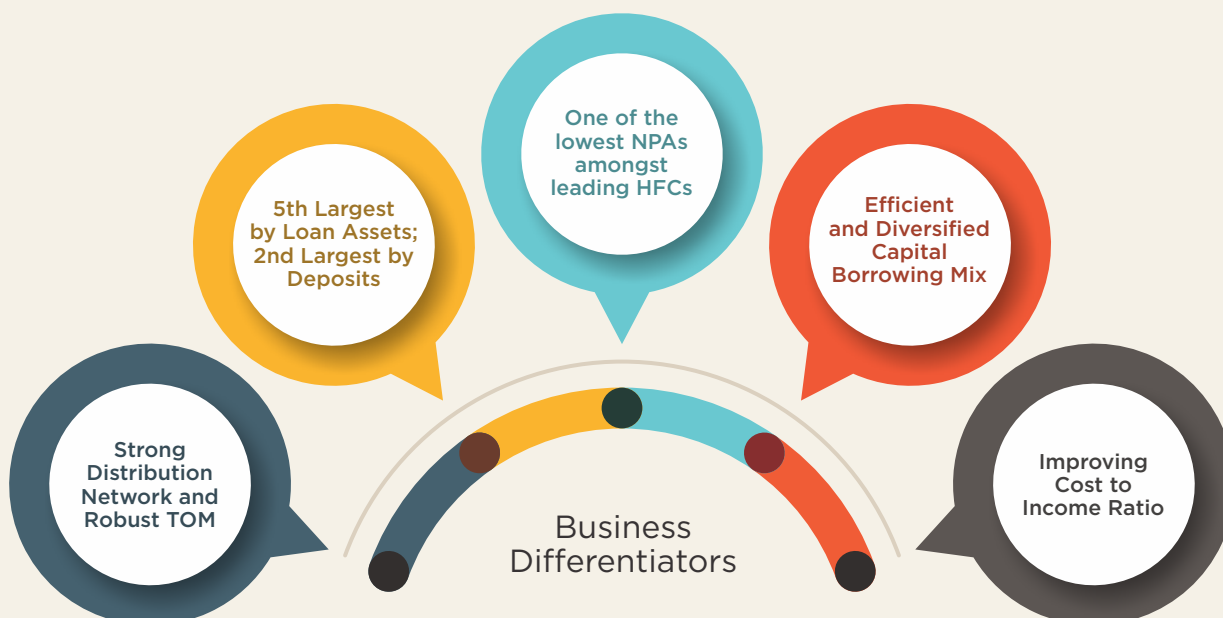 One of the
lowest NPAs
amongst
leading HFCs
5th Largest
by Loan Assets;
2nd Largest by
Deposits
Efficient
and Diversified
Capital
Borrowing Mix
Strong
Distribution
Network and
Robust TOM
Improving
Cost to
Income Ratio
Business
Differentiators